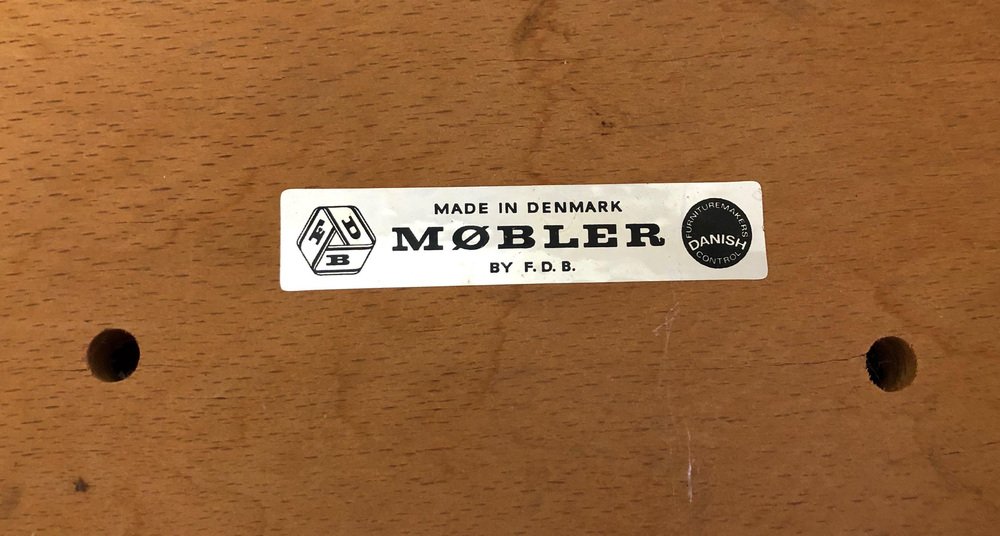 F D B
MADE IN DENMARK
MØBLER
BY F.D.B.
FURNITUREMAKERS
DANISH
CONTROL